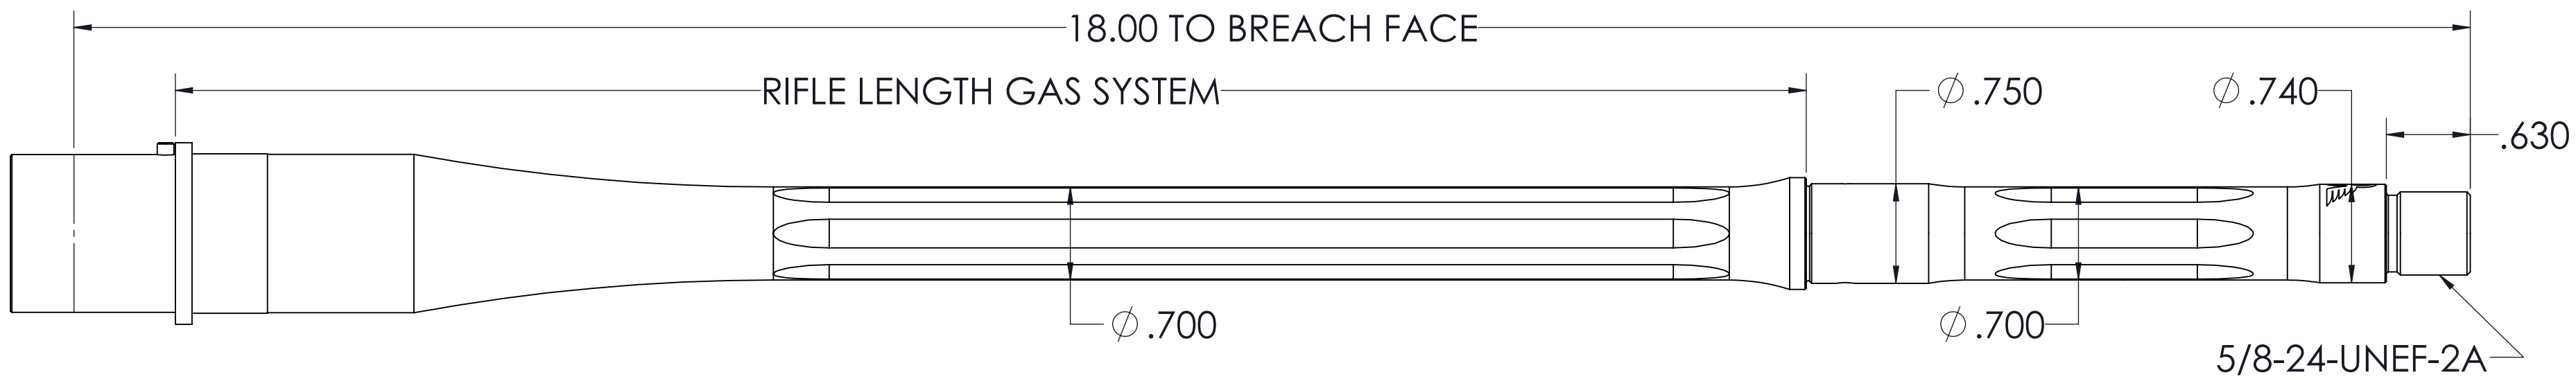 18.00 TO BREACH FACE
RIFLE LENGTH GAS SYSTEM
⌀ .750
⌀ .740
.630
⌀ .700
⌀ .700
5/8-24-UNEF-2A